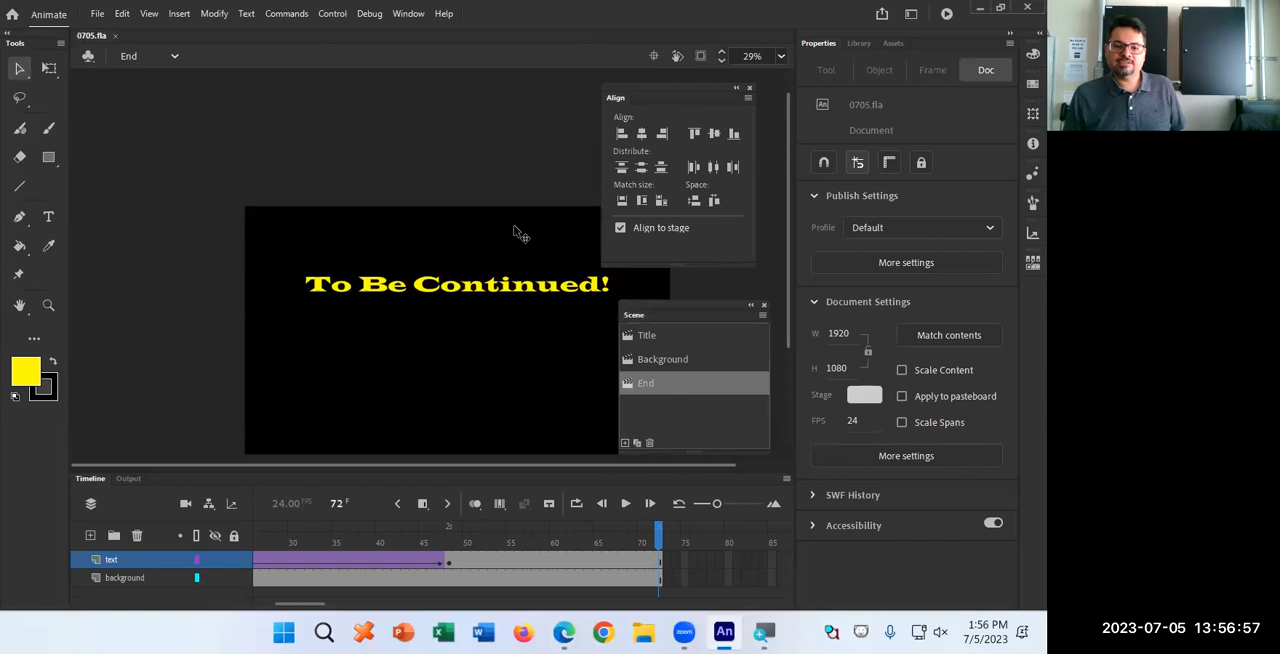 Animate File Edit View Insert Modify Text Commands Control Debug Window Help
0705.fla
Tools
End
29%
Align
Align:
Distribute:
Match size: Space:
Align to stage
To Be Continued!
Scene
Title
Background
End
Properties Library Assets
Tool Object Frame Doc
An 0705.fla
Document
Publish Settings
Profile Default
More settings
Document Settings
W 1920 Match contents
H 1080 Scale Content
Stage Apply to pasteboard
FPS 24 Scale Spans
More settings
SWF History
Accessibility
Timeline Output
24.00 FPS 72 F
2s
30 35 40 45 50 55 60 65 70 75 80 85
text
background
zoom
An
1:56 PM
7/5/2023
2023-07-05 13:56:57